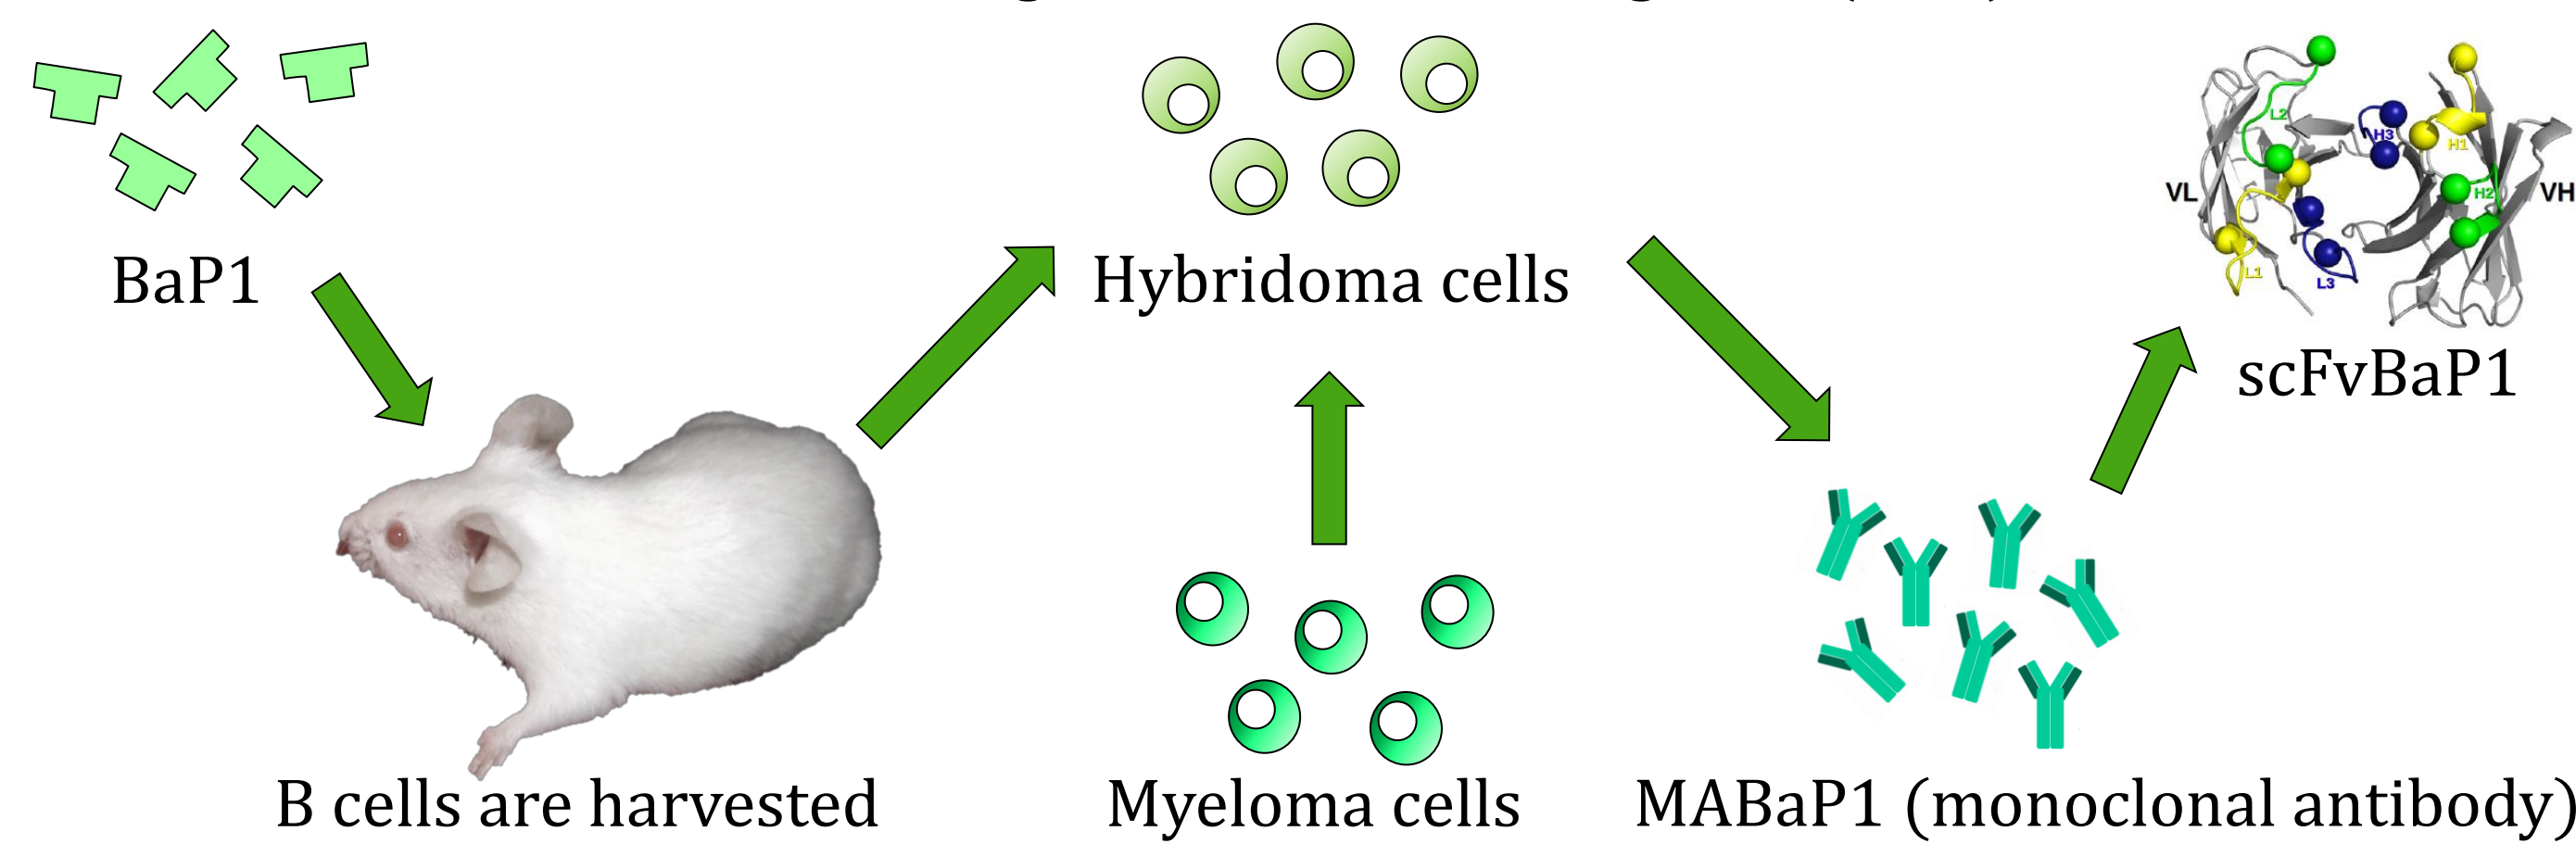 BaP1
Hybridoma cells
VL
VH
L2
H3
H1
H2
L1
L3
scFvBaP1
B cells are harvested
Myeloma cells
MABaP1 (monoclonal antibody)